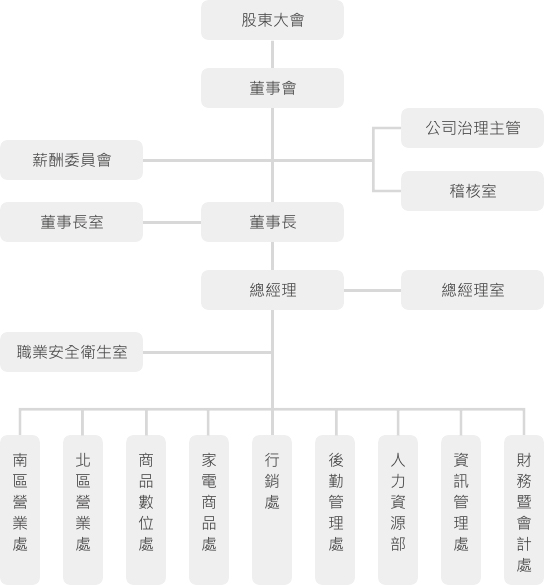 股東大會
董事會
公司治理主管
薪酬委員會
稽核室
董事長室
董事長
總經理
總經理室
職業安全衛生室
南區營業處
北區營業處
商品數位處
家電商品處
行銷處
後勤管理處
人力資源部
資訊管理處
財務暨會計處